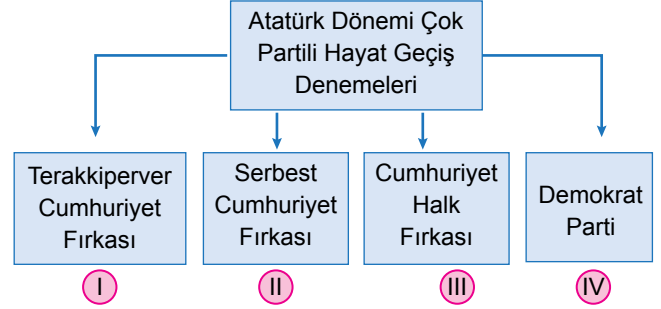 Atatürk Dönemi Çok
Partili Hayat Geçiş
Denemeleri
Terakkiperver
Cumhuriyet
Fırkası
I
Serbest
Cumhuriyet
Fırkası
II
Cumhuriyet
Halk
Fırkası
III
Demokrat
Parti
IV